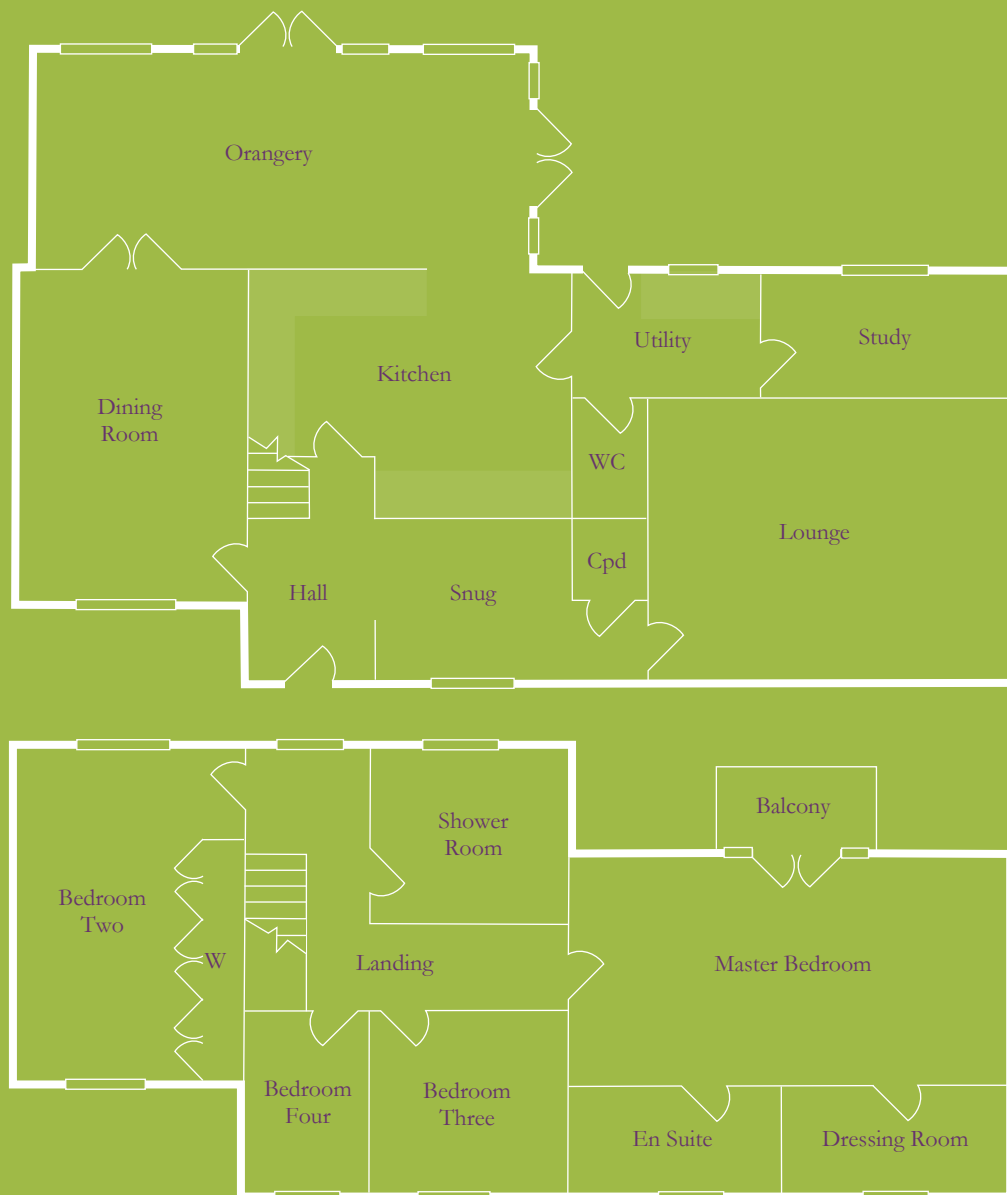 Orangery
Utility
Study
Kitchen
Dining
Room
WC
Lounge
Cpd
Hall
Snug
Balcony
Shower
Room
Bedroom
Two
W
Landing
Master Bedroom
Bedroom
Four
Bedroom
Three
En Suite
Dressing Room